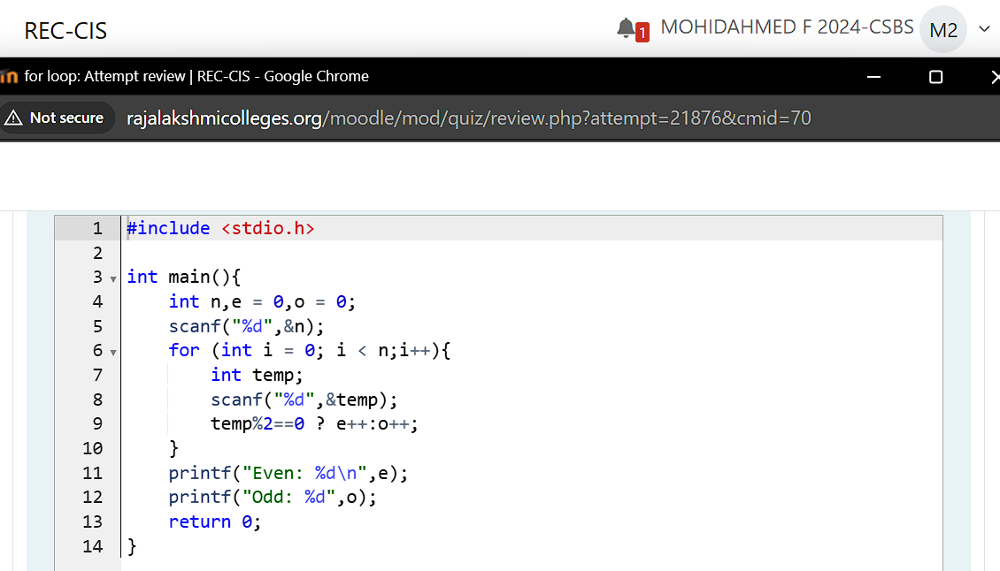 REC-CIS
1 MOHIDAHMED F 2024-CSBS M2
for loop: Attempt review | REC-CIS - Google Chrome
Not secure rajalakshmicolleges.org/moodle/mod/quiz/review.php?attempt=21876&cmid=70
1 #include <stdio.h>
2
3 int main(){
4     int n,e = 0,o = 0;
5     scanf("%d",&n);
6     for (int i = 0; i < n;i++){
7         int temp;
8         scanf("%d",&temp);
9         temp%2==0 ? e++:o++;
10     }
11     printf("Even: %d\n",e);
12     printf("Odd: %d",o);
13     return 0;
14 }